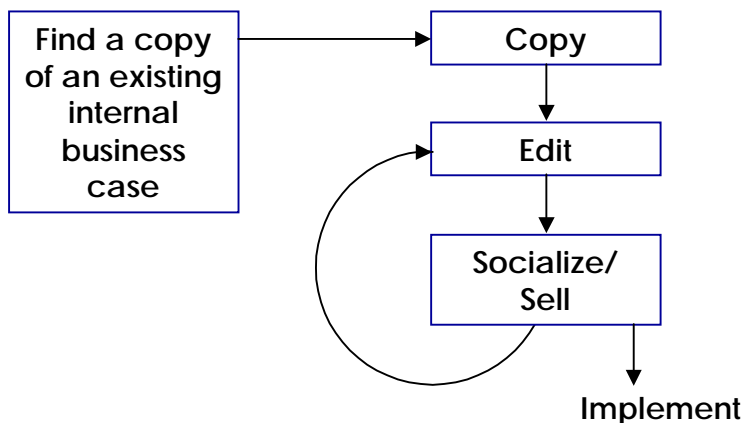 Find a copy
of an existing
internal
business
case
Copy
Edit
Socialize/
Sell
Implement